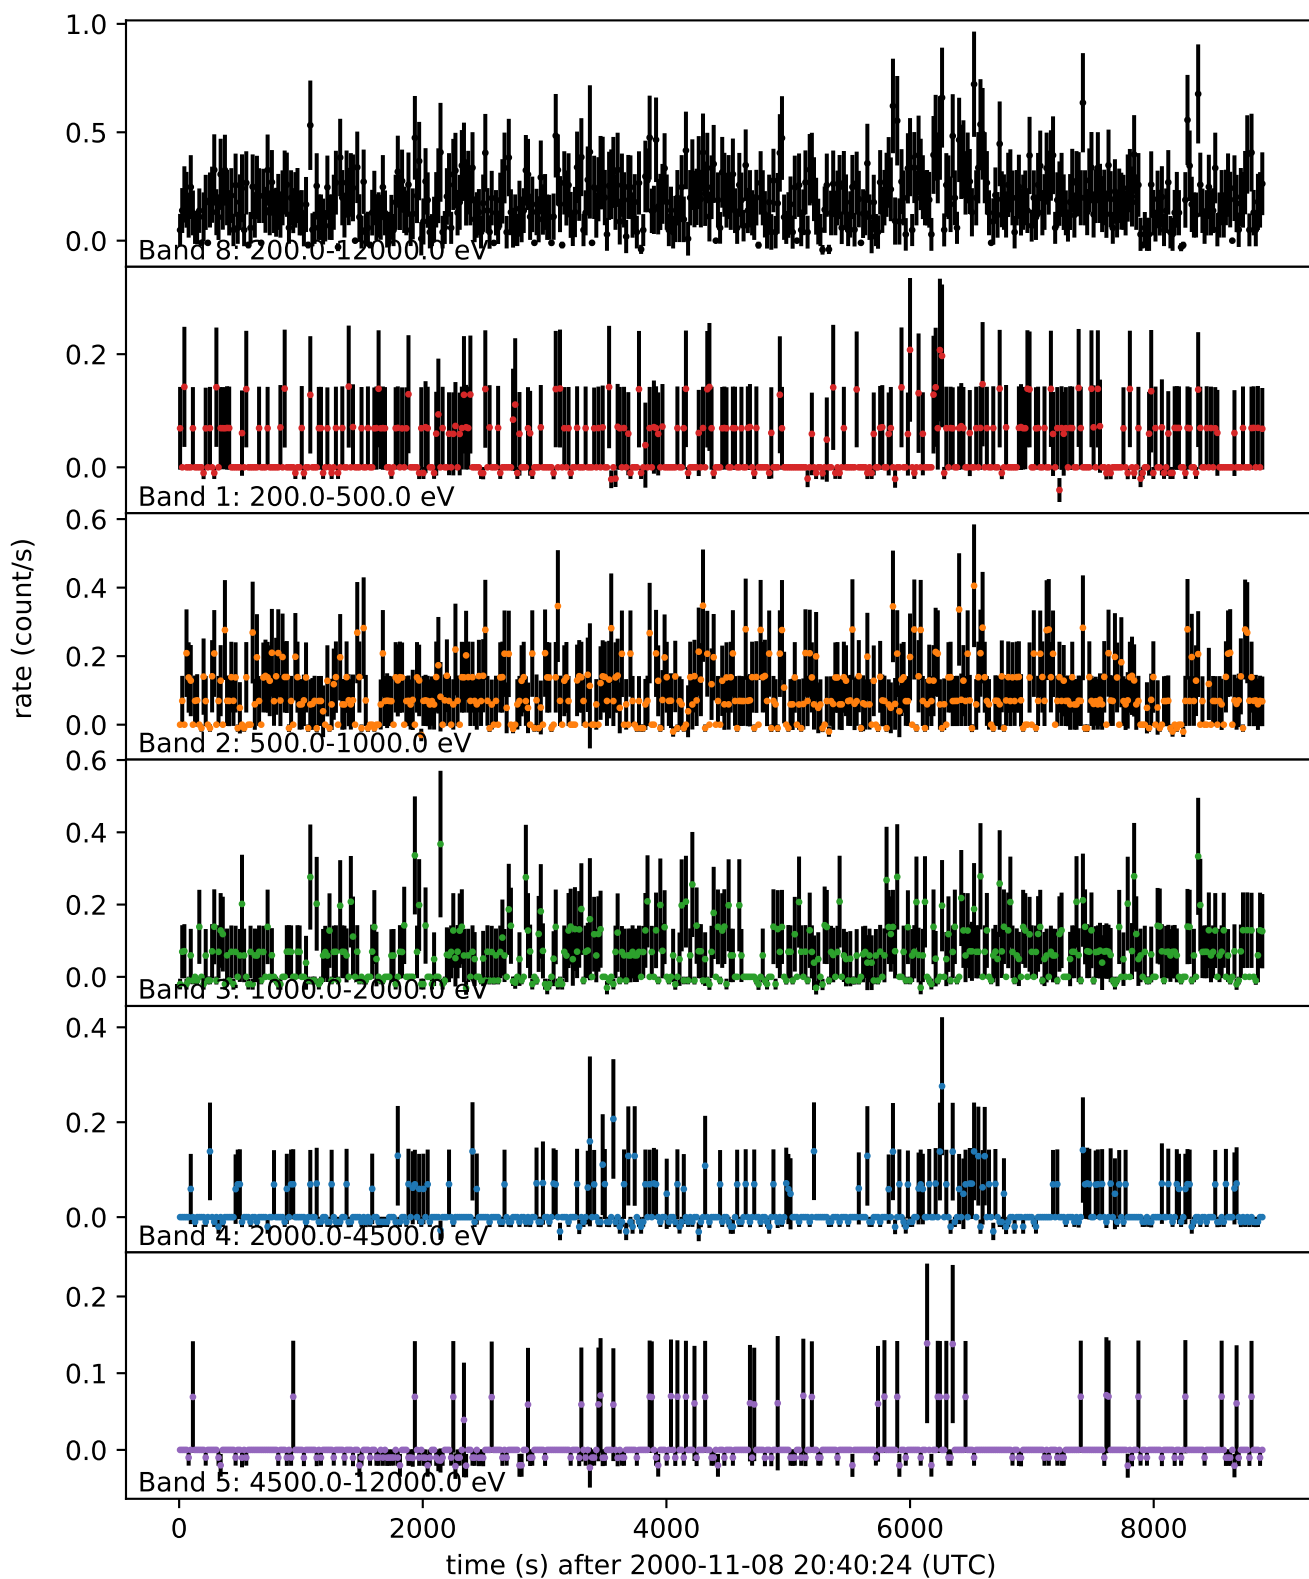 1.0
0.5
0.0
Band 8: 200.0-12000.0 eV
0.2
0.0
Band 1: 200.0-500.0 eV
0.6
0.4
0.2
0.0
Band 2: 500.0-1000.0 eV
rate (count/s)
0.6
0.4
0.2
0.0
Band 3: 1000.0-2000.0 eV
0.4
0.2
0.0
Band 4: 2000.0-4500.0 eV
0.2
0.1
0.0
Band 5: 4500.0-12000.0 eV
0 2000 4000 6000 8000
time (s) after 2000-11-08 20:40:24 (UTC)